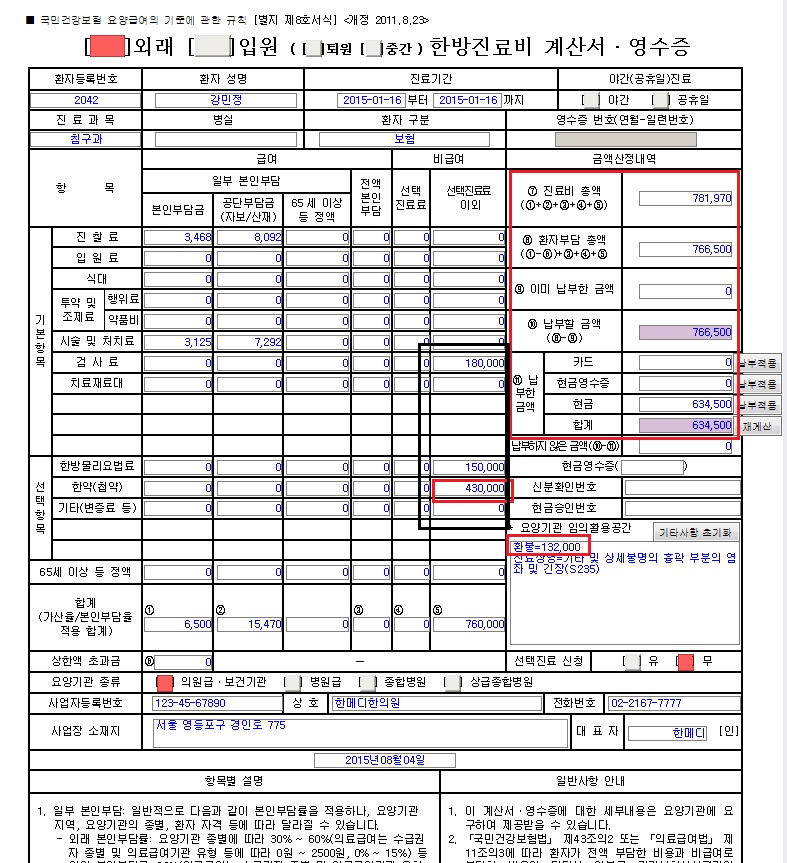 ■ 국민건강보험 요양급여의 기준에 관한 규칙 [별지 제8호서식] <개정 2011,8,23>
[ ]외래 [ ]입원 ( [ ]퇴원 [ ]중간 ) 한방진료비 계산서 · 영수증
환자등록번호 환자 성명 진료기간 야간(공휴일)진료
2042 강민정 2015-01-16 부터 2015-01-16 까지 [ ] 야간 [ ] 공휴일
진 료 과 목 병실 환자 구분 영수증 번호(연월-일련번호)
침구과 보험
항 목 급여 비급여 금액산정내역
일부 본인부담 전액 본인 부담 선택 진료료 선택진료료 이외
본인부담금 공단부담금 (자보/산재) 65세 이상 등 정액
⑦ 진료비 총액 (①+②+③+④+⑤) 781,970
기본항목
진 찰 료 3,468 8,092 0 0 0 0
⑧ 환자부담 총액 (①-⑥)+③+④+⑤ 766,500
입 원 료 0 0 0 0 0 0
식대 0 0 0 0 0 0
⑨ 이미 납부한 금액 0
투약 및 조제료 행위료 0 0 0 0 0 0
약품비 0 0 0 0 0 0
⑩ 납부할 금액 (⑧-⑨) 766,500
시술 및 처치료 3,125 7,292 0 0 0 0
검 사 료 0 0 0 0 0 180,000
⑪ 납부한 금액 카드 0 납부적용
치료재료대 0 0 0 0 0 0
현금영수증 0 납부적용
현금 634,500 납부적용
합계 634,500 재계산
납부하지 않은 금액(⑩-⑪) 0
선택항목
한방물리요법료 0 0 0 0 0 150,000
현금영수증( )
한약(첩약) 0 0 0 0 0 430,000
신분확인번호
기타(변증료 등) 0 0 0 0 0 0
현금승인번호
* 요양기관 임의활용공간 기타사항 초기화
환불=132,000
진료상병=기타 및 상세불명의 흉곽 부분의 염
좌 및 긴장(S235)
65세 이상 등 정액 0 0 0 0 0 0
합계 (가산율/본인부담율 적용 합계) ① 6,500 ② 15,470 0 ③ 0 ④ 0 ⑤ 760,000
상한액 초과금 ⑥ 0 – 선택진료 신청 [ ] 유 [ ] 무
요양기관 종류 [ ] 의원급 · 보건기관 [ ] 병원급 [ ] 종합병원 [ ] 상급종합병원
사업자등록번호 123-45-67890 상 호 한메디한의원 전화번호 02-2167-7777
사업장 소재지 서울 영등포구 경인로 775 대 표 자 한메디 [인]
2015년08월04일
항목별 설명 일반사항 안내
1. 일부 본인부담: 일반적으로 다음과 같이 본인부담률을 적용하나, 요양기관
지역, 요양기관의 종별, 환자 자격 등에 따라 달라질 수 있습니다.
- 외래 본인부담률: 요양기관 종별에 따라 30% ~ 60%(의료급여는 수급권
자 종별 및 의료급여기관 유형 등에 따라 0원 ~ 2500원, 0% ~ 15%) 등
1. 이 계산서 · 영수증에 대한 세부내용은 요양기관에 요
구하여 제공받을 수 있습니다.
2. 「국민건강보험법」 제43조의2 또는 「의료급여법」 제
11조의3에 따라 환자가 전액 부담한 비용과 비급여로